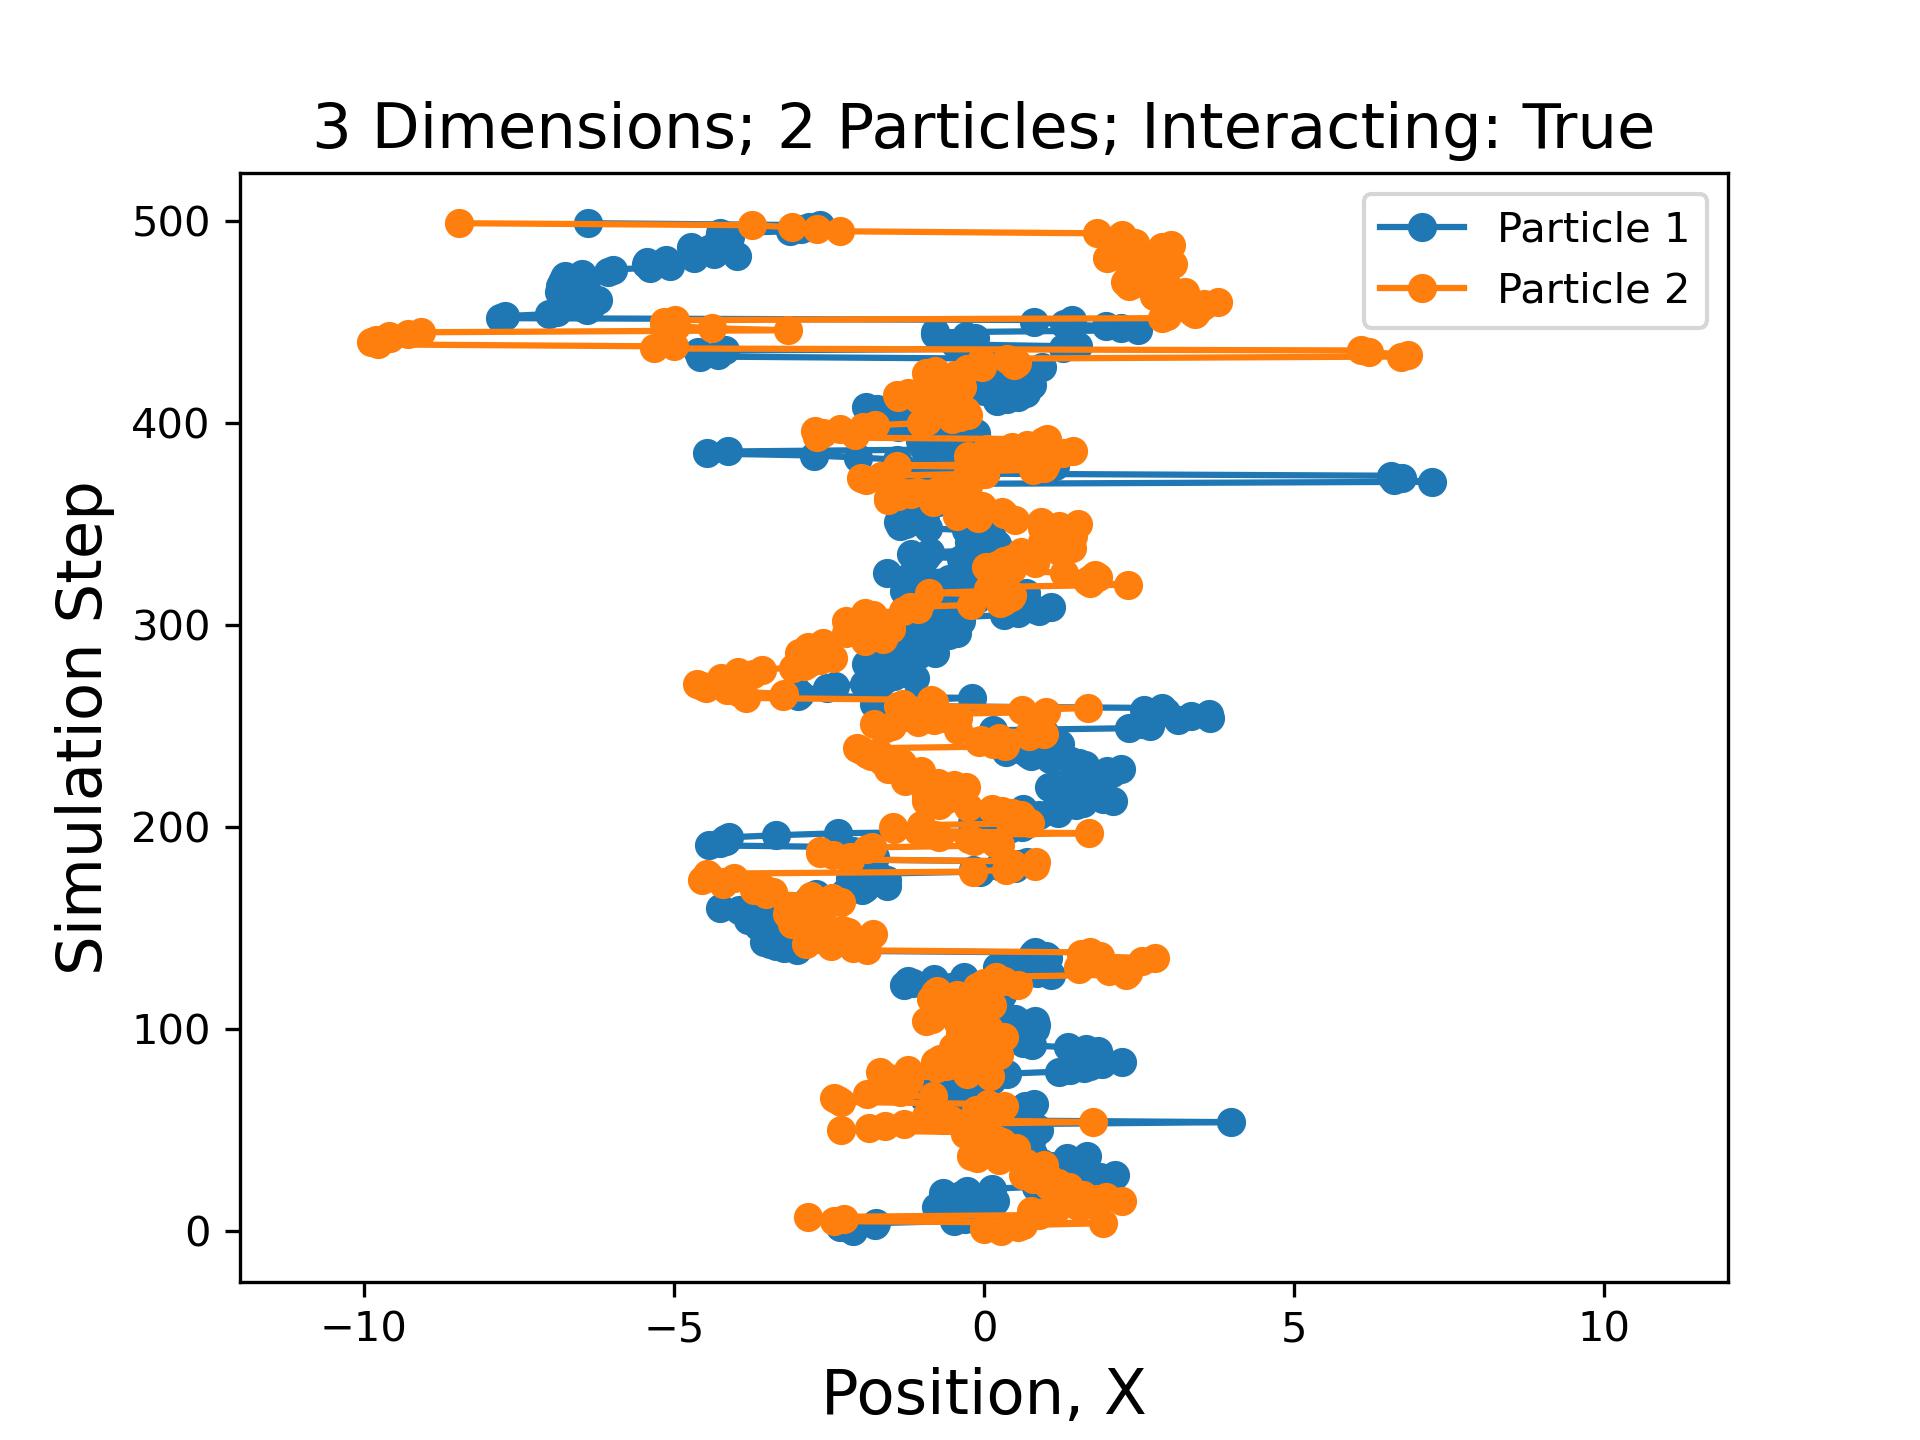 3 Dimensions; 2 Particles; Interacting: True
Particle 1
Particle 2
Simulation Step
500
400
300
200
100
0
−10
−5
0
5
10
Position, X